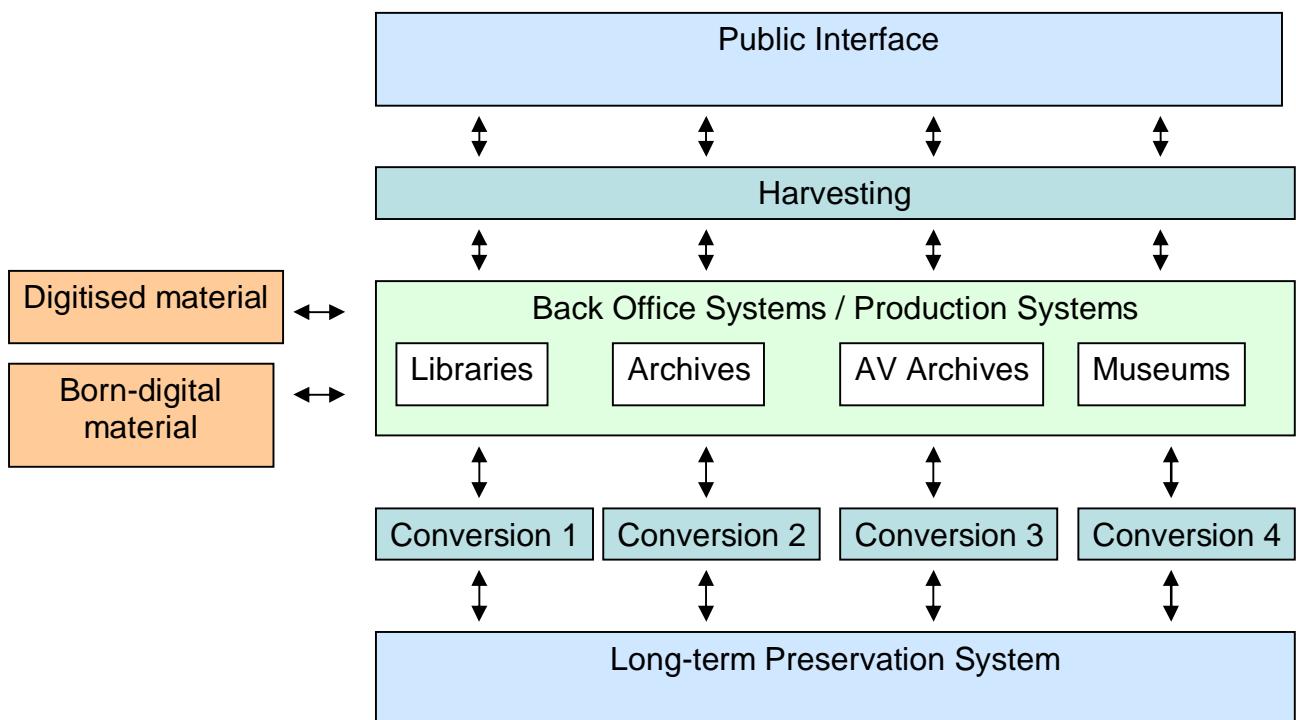 Public Interface
Harvesting
Digitised material
Born-digital
material
Back Office Systems / Production Systems
Libraries
Archives
AV Archives
Museums
Conversion 1
Conversion 2
Conversion 3
Conversion 4
Long-term Preservation System